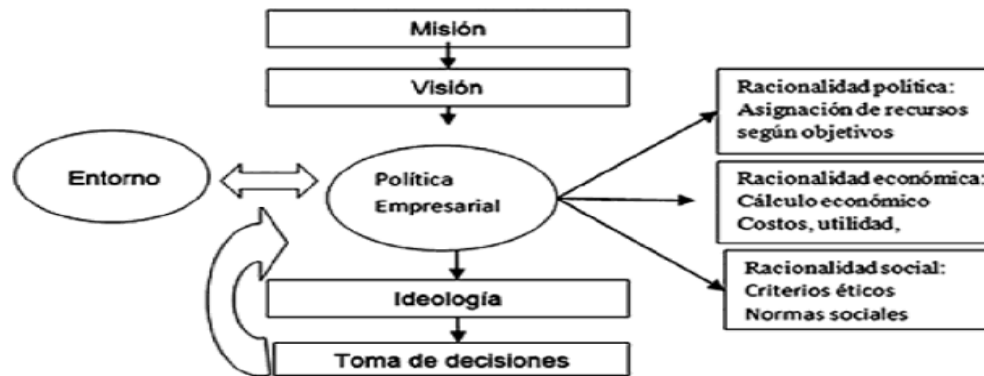 Misión
Visión
Entorno
Política
Empresarial
Ideología
Toma de decisiones
Racionalidad política:
Asignación de recursos
según objetivos
Racionalidad económica:
Cálculo económico
Costos, utilidad,
Racionalidad social:
Criterios éticos
Normas sociales